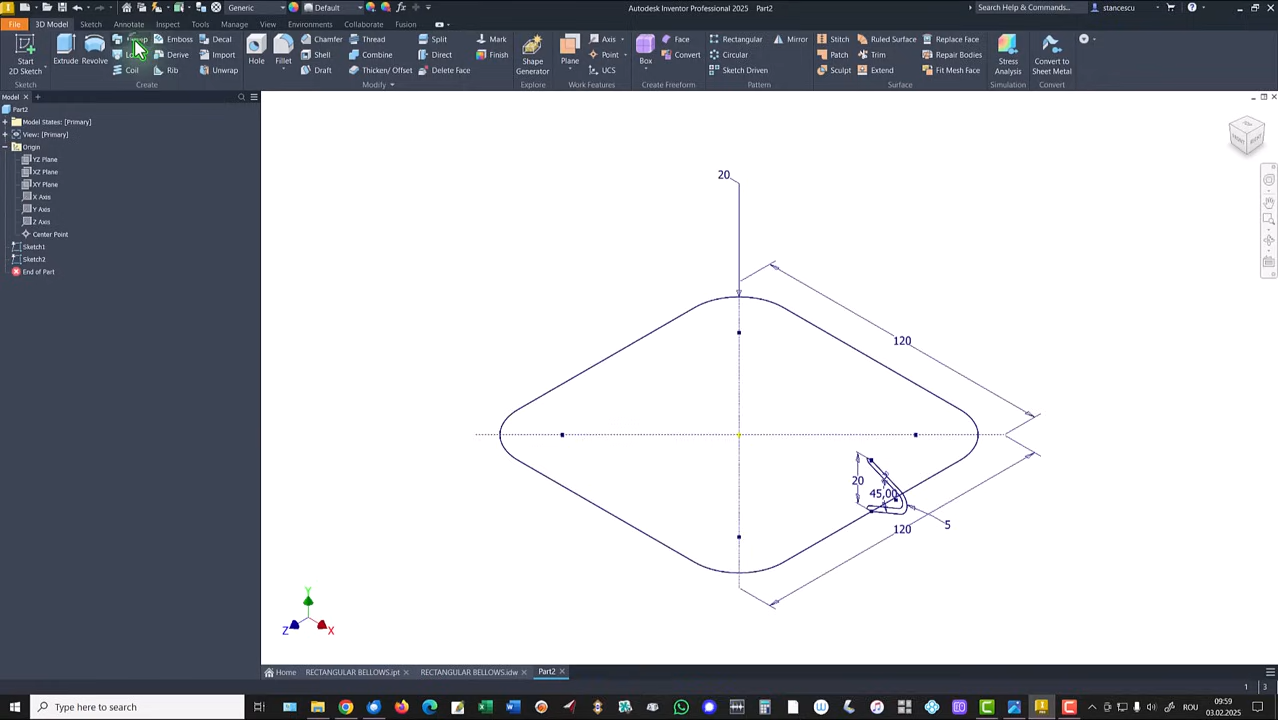 Generic
Default
Autodesk Inventor Professional 2025 Part2
Search Help & Commands...
stancescu
File
3D Model
Sketch
Annotate
Inspect
Tools
Manage
View
Environments
Collaborate
Fusion
Start
2D Sketch
Sketch
Extrude
Revolve
Coil
Emboss
Derive
Rib
Decal
Import
Unwrap
Create
Hole
Fillet
Chamfer
Shell
Draft
Thread
Combine
Thicken/ Offset
Split
Direct
Delete Face
Modify
Mark
Finish
Shape
Generator
Explore
Plane
Axis
Point
UCS
Work Features
Box
Face
Convert
Create Freeform
Rectangular
Circular
Sketch Driven
Mirror
Pattern
Stitch
Patch
Sculpt
Ruled Surface
Trim
Extend
Replace Face
Repair Bodies
Fit Mesh Face
Surface
Stress
Analysis
Simulation
Convert to
Sheet Metal
Convert
Model
Part2
Model States: [Primary]
View: [Primary]
Origin
YZ Plane
XZ Plane
XY Plane
X Axis
Y Axis
Z Axis
Center Point
Sketch1
Sketch2
End of Part
TOP
FRONT
RIGHT
20
120
20
45,00
5
120
Y
Z
X
Home
RECTANGULAR BELLOWS.ipt
RECTANGULAR BELLOWS.idw
Part2
1
3
Type here to search
ROU
09:59
03.02.2025